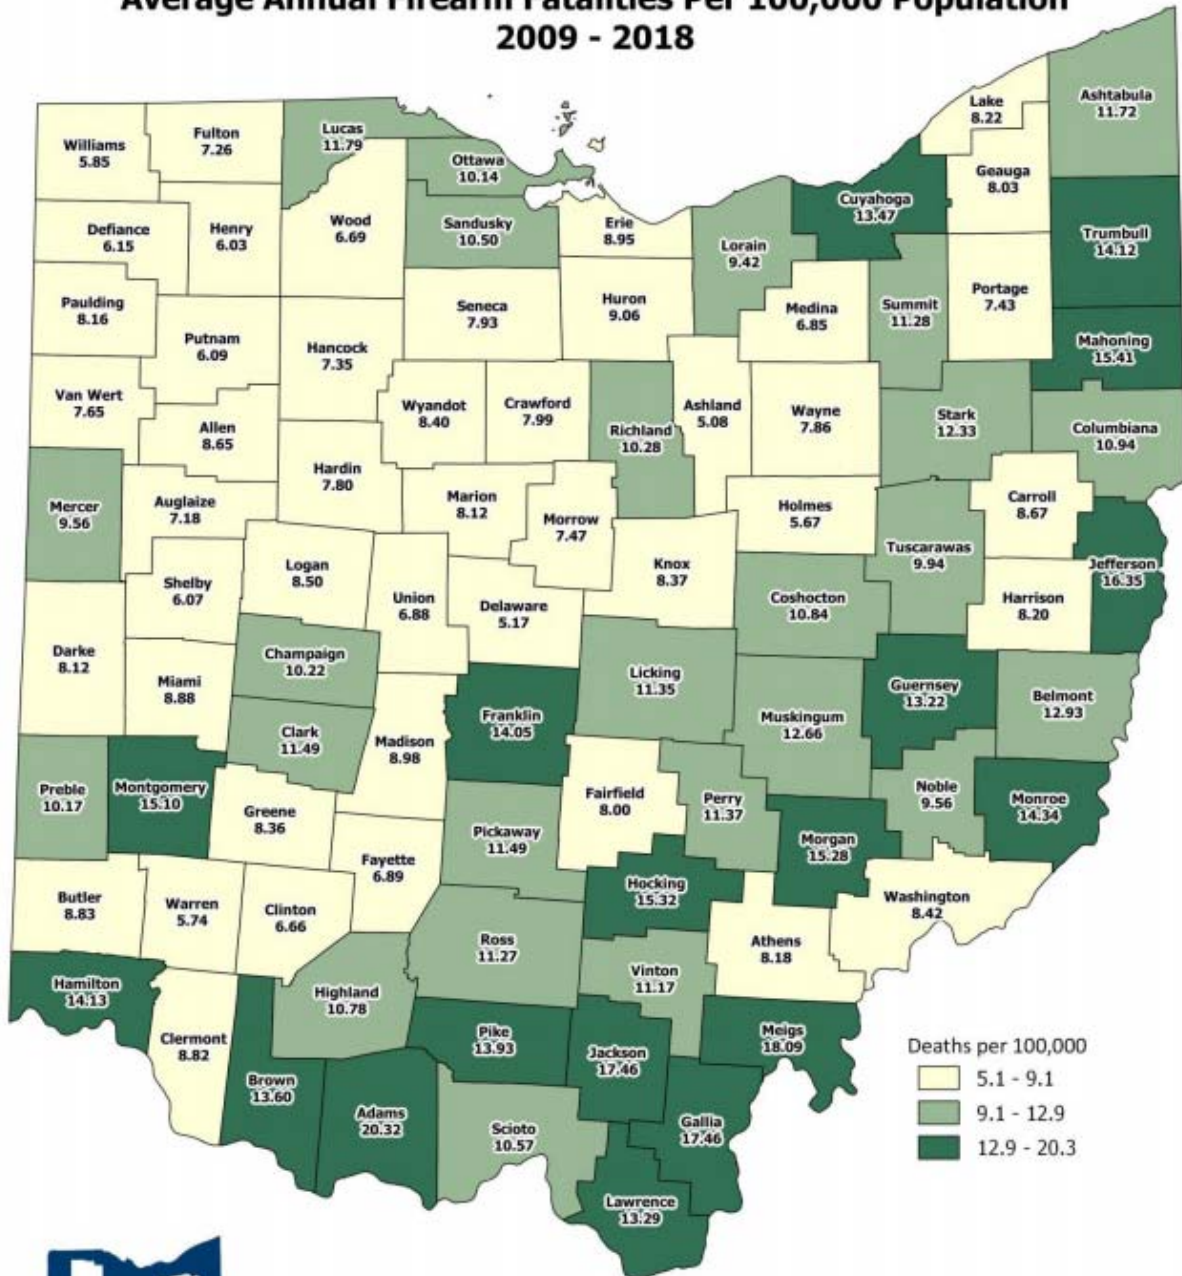 Average Annual Firearm Fatalities Per 100,000 Population
2009 - 2018
Williams
5.85
Fulton
7.26
Lucas
11.79
Ottawa
10.14
Lake
8.22
Ashtabula
11.72
Geauga
8.03
Cuyahoga
13.47
Defiance
6.15
Henry
6.03
Wood
6.69
Sandusky
10.50
Erie
8.95
Lorain
9.42
Trumbull
14.12
Paulding
8.16
Putnam
6.09
Hancock
7.35
Seneca
7.93
Huron
9.06
Medina
6.85
Summit
11.28
Portage
7.43
Mahoning
15.41
Van Wert
7.65
Allen
8.65
Wyandot
8.40
Crawford
7.99
Richland
10.28
Ashland
5.08
Wayne
7.86
Stark
12.33
Columbiana
10.94
Mercer
9.56
Auglaize
7.18
Hardin
7.80
Marion
8.12
Morrow
7.47
Holmes
5.67
Carroll
8.67
Tuscarawas
9.94
Jefferson
16.35
Shelby
6.07
Logan
8.50
Union
6.88
Delaware
5.17
Knox
8.37
Coshocton
10.84
Harrison
8.20
Darke
8.12
Miami
8.88
Champaign
10.22
Licking
11.35
Guernsey
13.22
Belmont
12.93
Clark
11.49
Madison
8.98
Franklin
14.05
Muskingum
12.66
Preble
10.17
Montgomery
15.10
Greene
8.36
Fairfield
8.00
Perry
11.37
Noble
9.56
Monroe
14.34
Pickaway
11.49
Morgan
15.28
Fayette
6.89
Hocking
15.32
Washington
8.42
Butler
8.83
Warren
5.74
Clinton
6.66
Ross
11.27
Athens
8.18
Vinton
11.17
Hamilton
14.13
Highland
10.78
Clermont
8.82
Pike
13.93
Jackson
17.46
Meigs
18.09
Brown
13.60
Adams
20.32
Scioto
10.57
Gallia
17.46
Lawrence
13.29
Deaths per 100,000
5.1 - 9.1
9.1 - 12.9
12.9 - 20.3